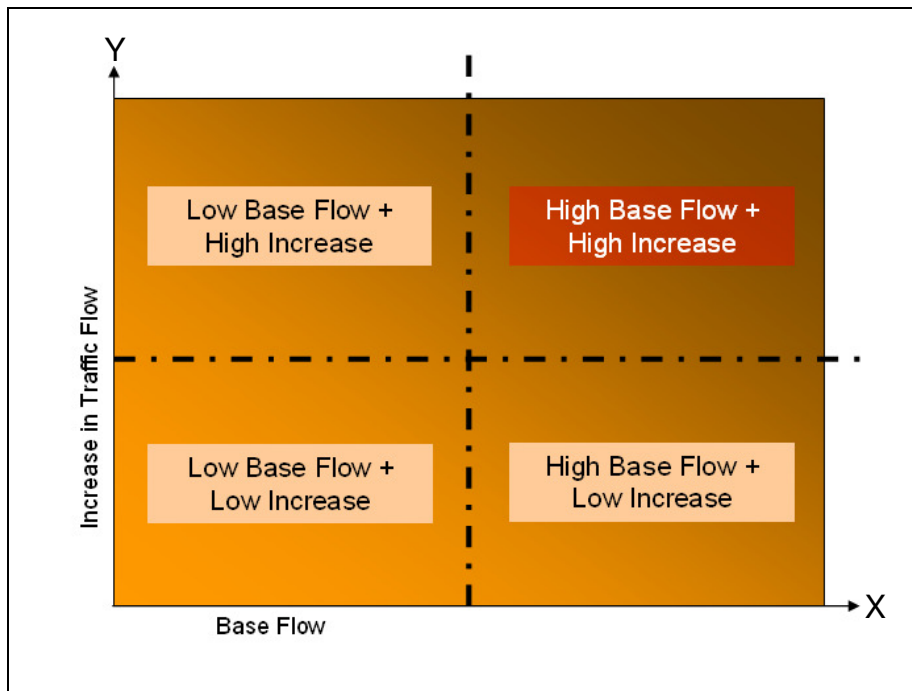 Y
Low Base Flow +
High Increase
High Base Flow +
High Increase
Increase in Traffic Flow
Low Base Flow +
Low Increase
High Base Flow +
Low Increase
X
Base Flow